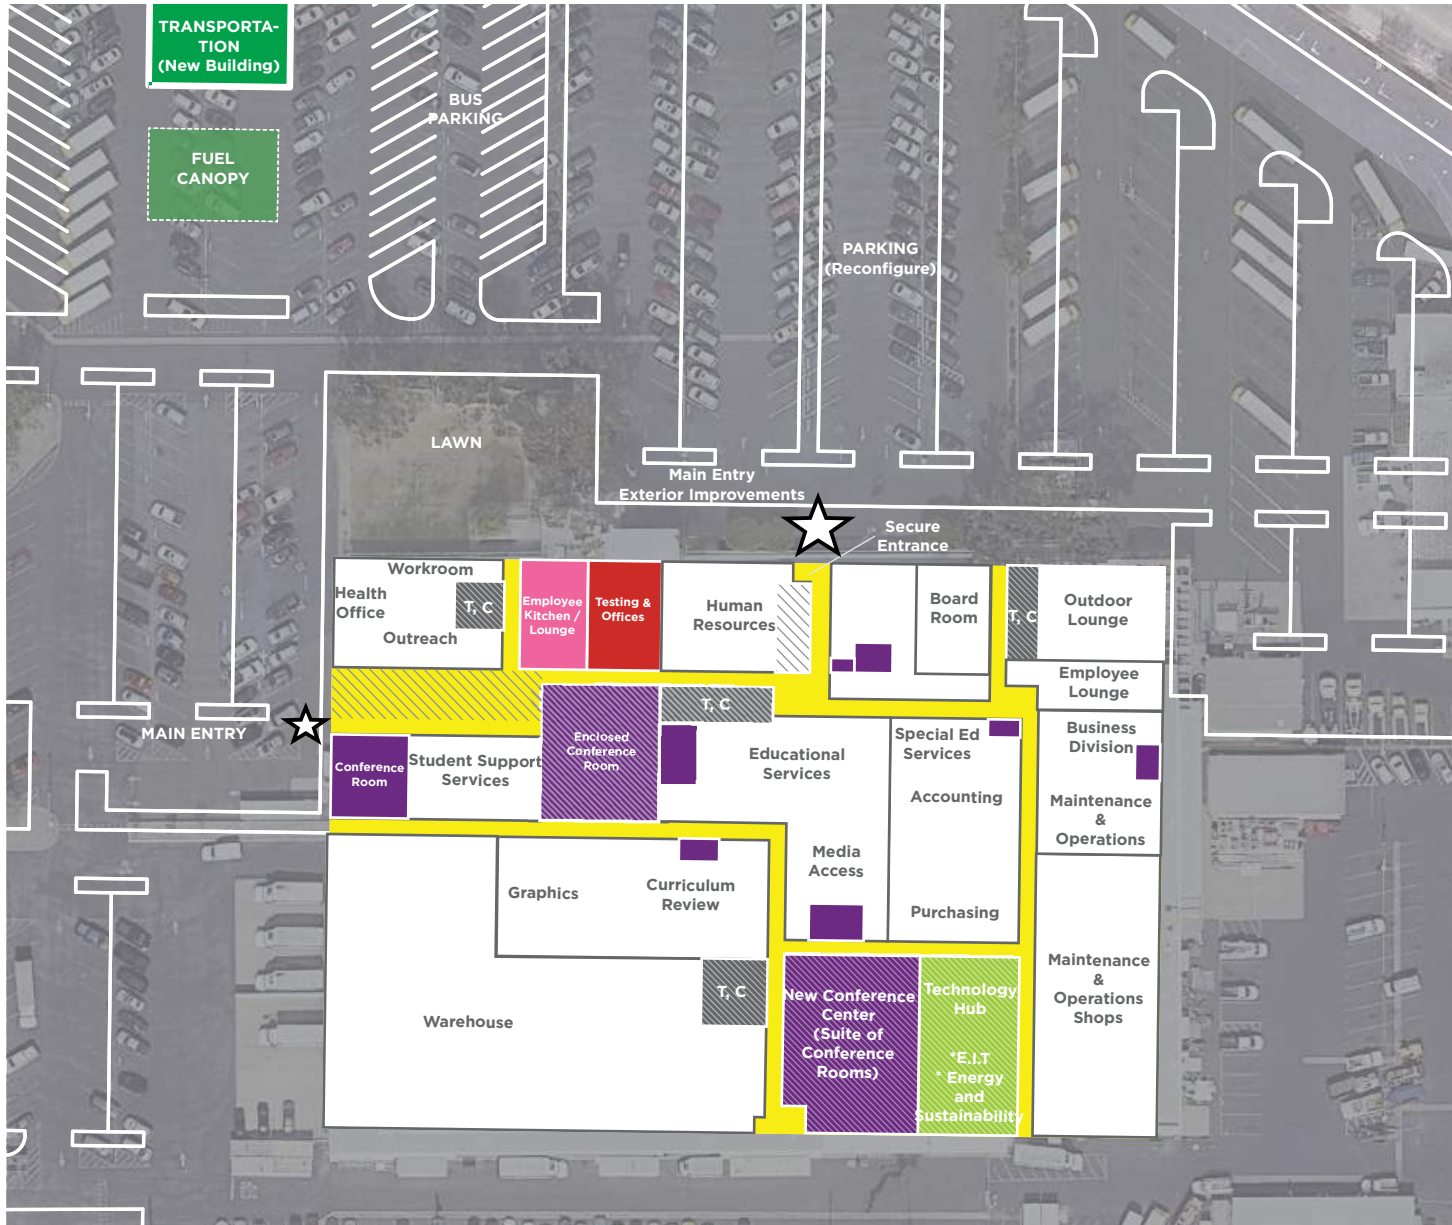 TRANSPORTA-
TION
(New Building)
BUS
PARKING
FUEL
CANOPY
PARKING
(Reconfigure)
LAWN
Main Entry
Exterior Improvements
Secure
Entrance
Workroom
Health
Office
T, C
Outreach
Employee
Kitchen /
Lounge
Testing &
Offices
Human
Resources
Board
Room
T, C
Outdoor
Lounge
Employee
Lounge
MAIN ENTRY
Conference
Room
Student Support
Services
Enclosed
Conference
Room
T, C
Educational
Services
Special Ed
Services
Accounting
Business
Division
Maintenance
&
Operations
Media
Access
Purchasing
Graphics
Curriculum
Review
T, C
Warehouse
New Conference
Center
(Suite of
Conference
Rooms)
Technology
Hub
*E.I.T
* Energy
and
Sustainability
Maintenance
&
Operations
Shops